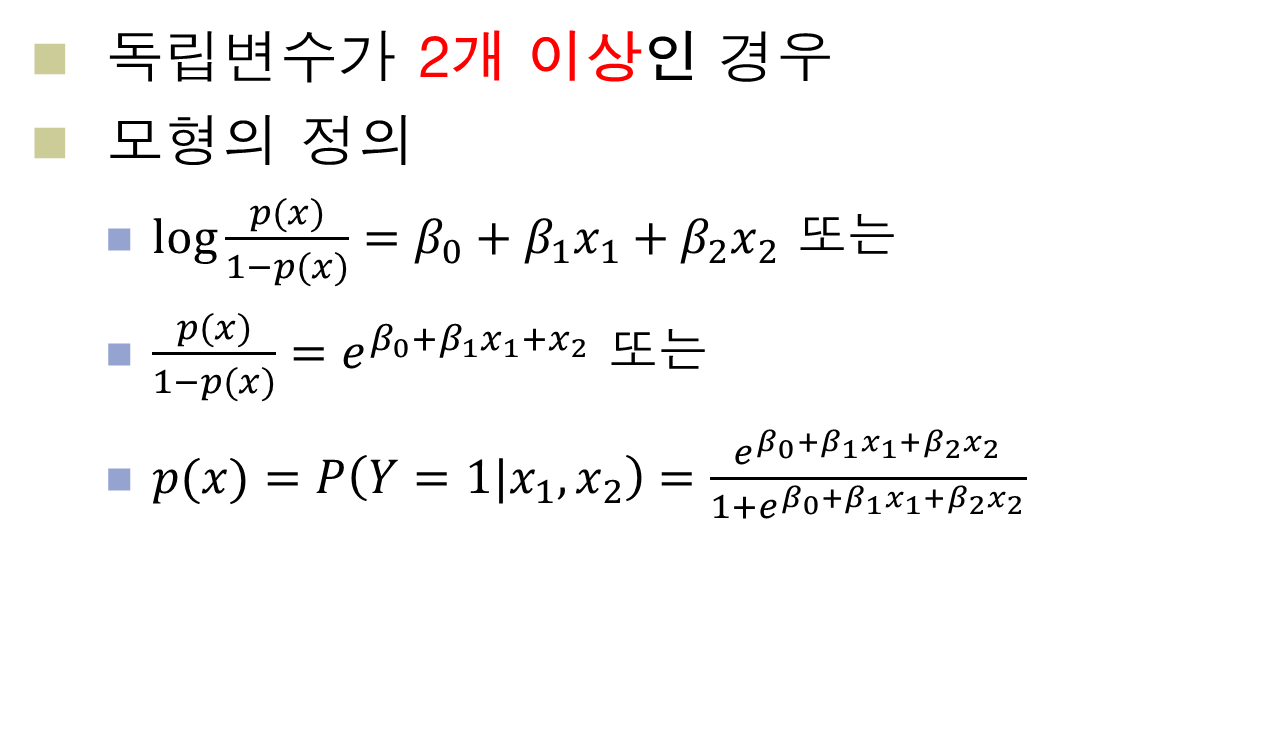 독립변수가 2개 이상인 경우
모형의 정의
log p(x)/(1−p(x)) = β₀ + β₁x₁ + β₂x₂ 또는
p(x)/(1−p(x)) = e^(β₀+β₁x₁+x₂) 또는
p(x) = P(Y = 1|x₁, x₂) = e^(β₀+β₁x₁+β₂x₂)/(1+e^(β₀+β₁x₁+β₂x₂))